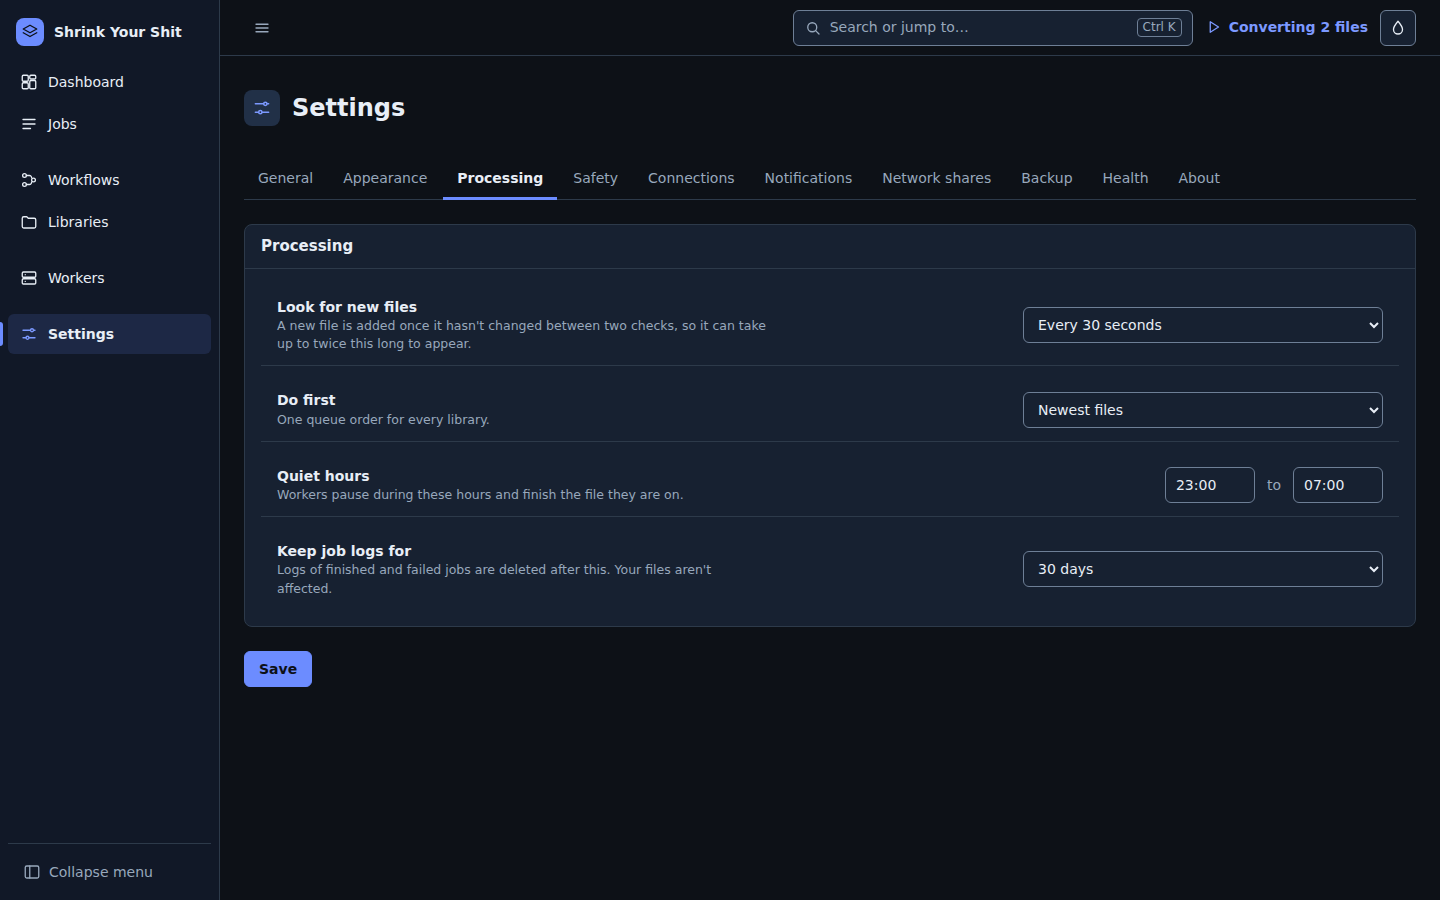 Shrink Your Shit
Search or jump to...
Ctrl K
Converting 2 files
Dashboard
Jobs
Workflows
Libraries
Workers
Settings
Collapse menu
Settings
General
Appearance
Processing
Safety
Connections
Notifications
Network shares
Backup
Health
About
Processing
Look for new files
A new file is added once it hasn't changed between two checks, so it can take
up to twice this long to appear.
Every 30 seconds
Do first
One queue order for every library.
Newest files
Quiet hours
Workers pause during these hours and finish the file they are on.
23:00 to 07:00
Keep job logs for
Logs of finished and failed jobs are deleted after this. Your files aren't
affected.
30 days
Save